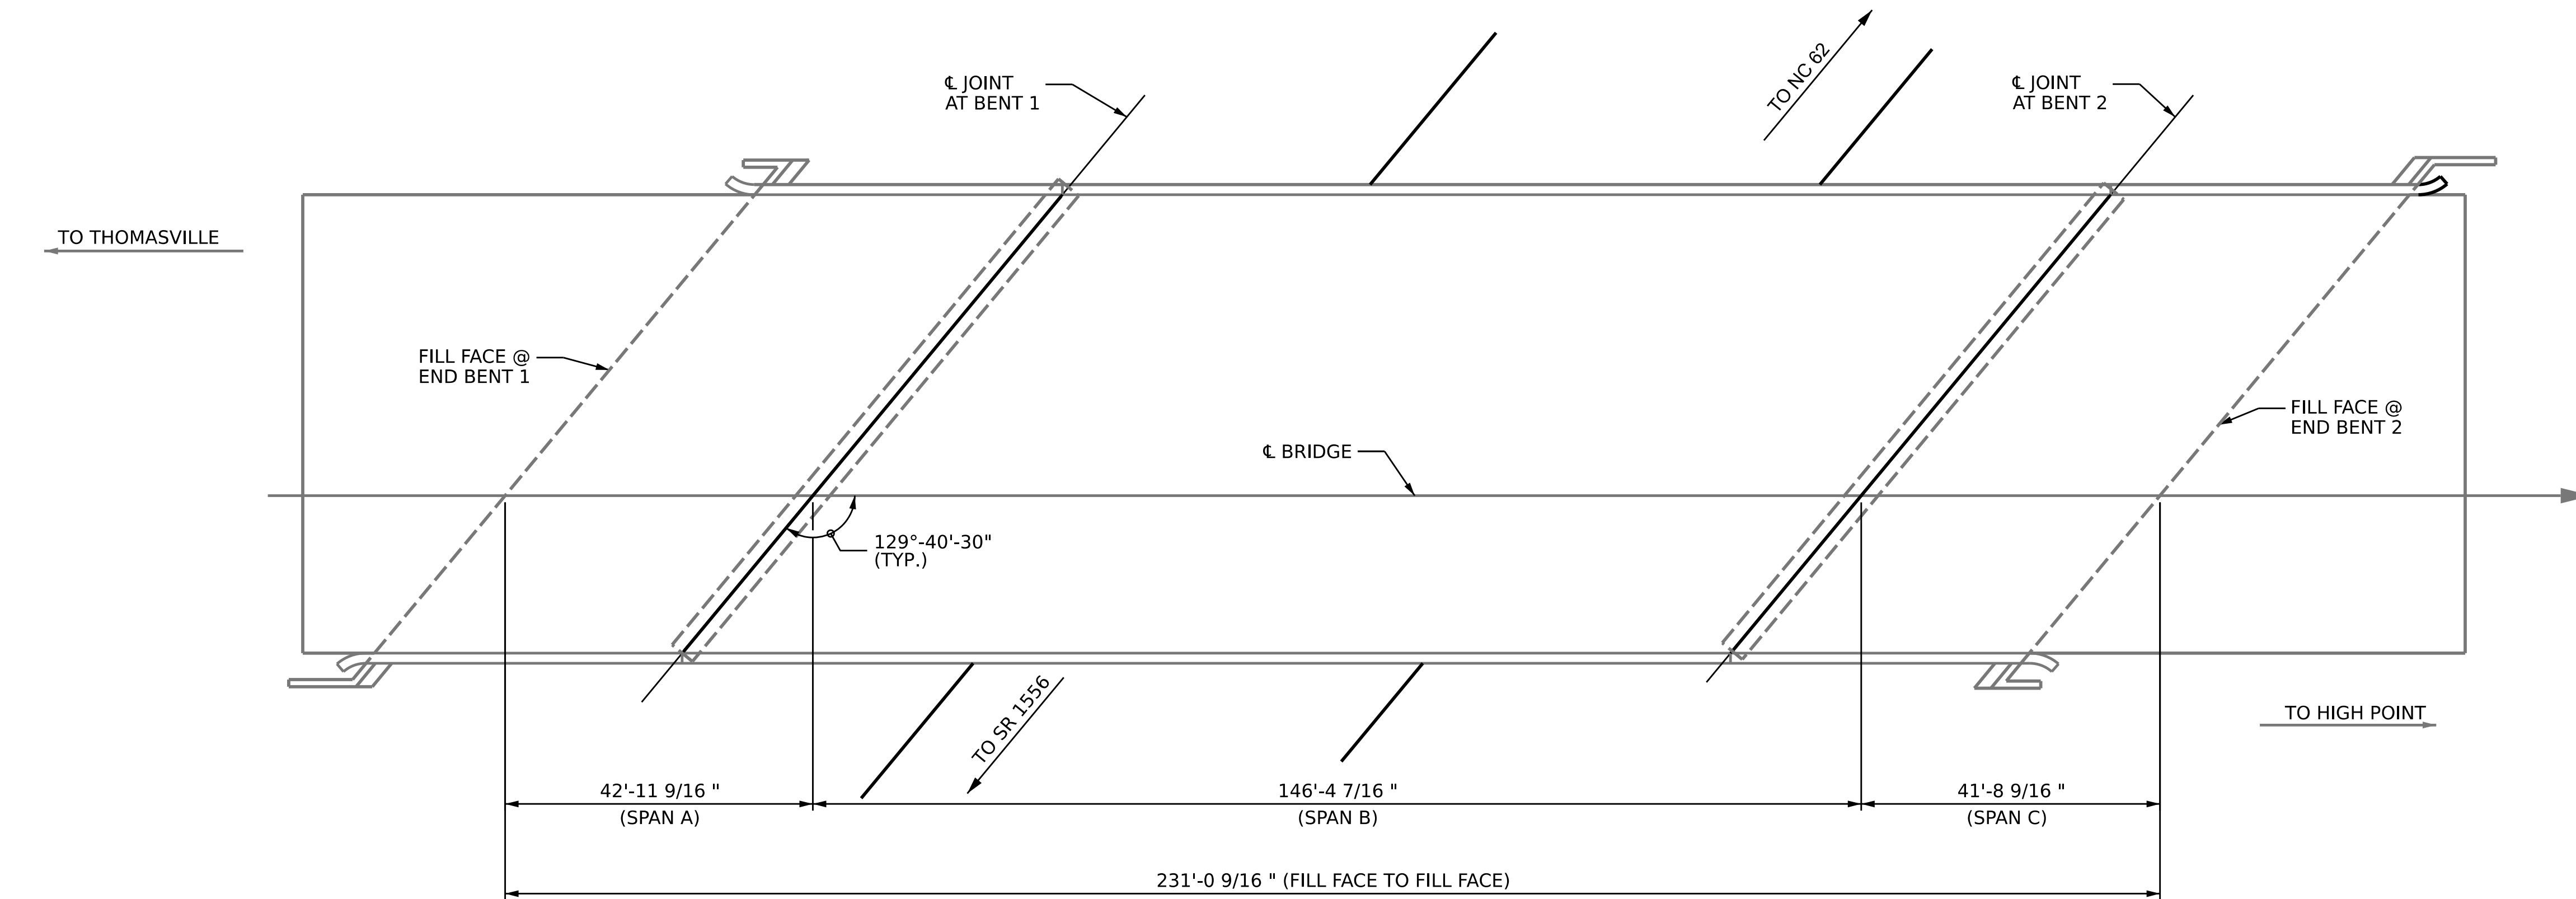 TO NC 62
℄ JOINT
AT BENT 1
℄ JOINT
AT BENT 2
TO THOMASVILLE
FILL FACE @
END BENT 1
FILL FACE @
END BENT 2
℄ BRIDGE
129°-40'-30"
(TYP.)
TO SR 1556
TO HIGH POINT
42'-11 9/16 "
(SPAN A)
146'-4 7/16 "
(SPAN B)
41'-8 9/16 "
(SPAN C)
231'-0 9/16 " (FILL FACE TO FILL FACE)